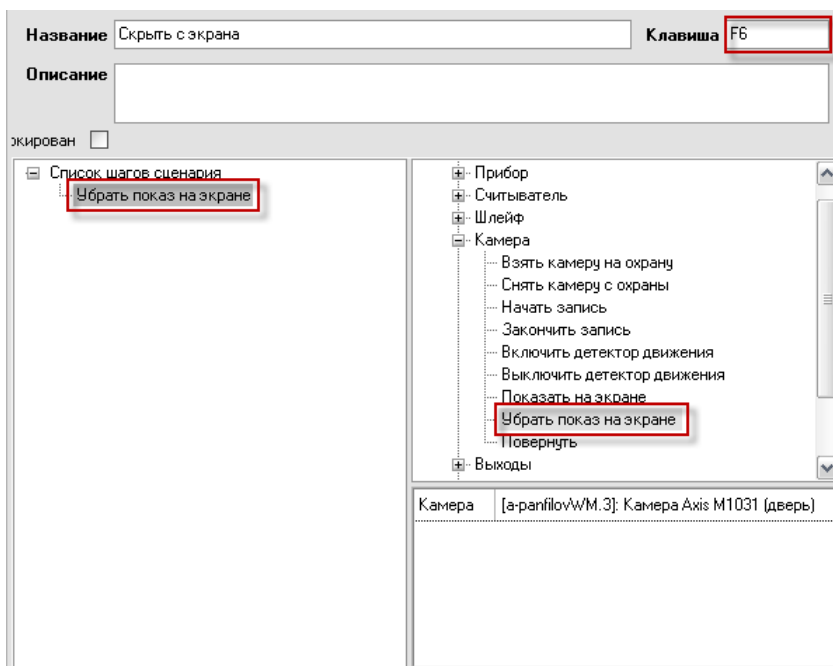 Название Скрыть с экрана Клавиша F6
Описание
окирован
Список шагов сценария
Убрать показ на экране
Прибор
Считыватель
Шлейф
Камера
Взять камеру на охрану
Снять камеру с охраны
Начать запись
Закончить запись
Включить детектор движения
Выключить детектор движения
Показать на экране
Убрать показ на экране
Повернуть
Выходы
Камера [a-panfilovWM.3]: Камера Axis M1031 (дверь)